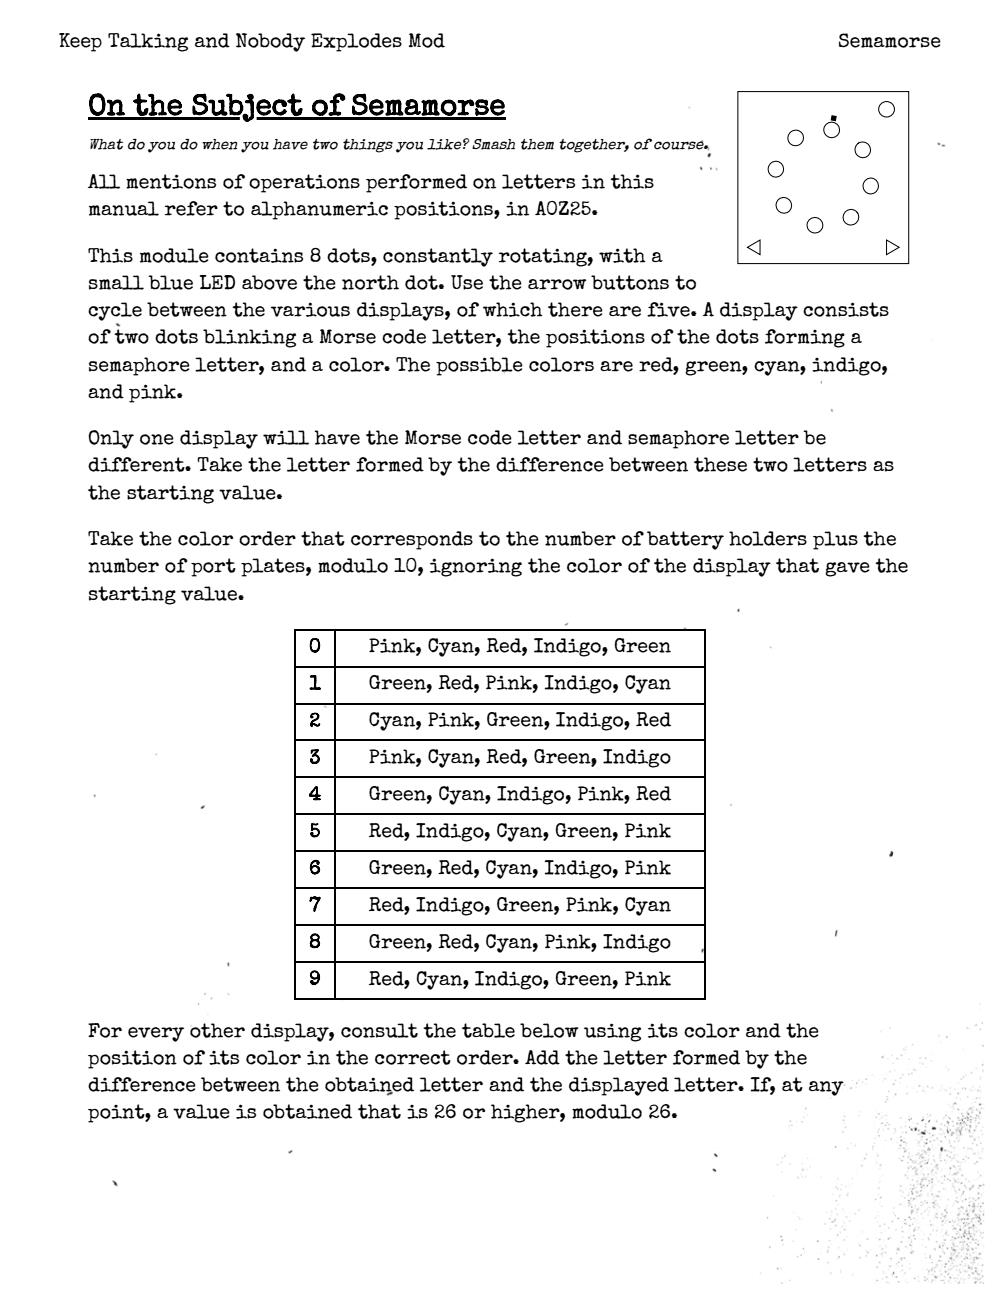 Keep Talking and Nobody Explodes Mod
Semamorse
On the Subject of Semamorse
What do you do when you have two things you like? Smash them together, of course.
All mentions of operations performed on letters in this
manual refer to alphanumeric positions, in A0Z25.
This module contains 8 dots, constantly rotating, with a
small blue LED above the north dot. Use the arrow buttons to
cycle between the various displays, of which there are five. A display consists
of two dots blinking a Morse code letter, the positions of the dots forming a
semaphore letter, and a color. The possible colors are red, green, cyan, indigo,
and pink.
Only one display will have the Morse code letter and semaphore letter be
different. Take the letter formed by the difference between these two letters as
the starting value.
Take the color order that corresponds to the number of battery holders plus the
number of port plates, modulo 10, ignoring the color of the display that gave the
starting value.
0 Pink, Cyan, Red, Indigo, Green
1 Green, Red, Pink, Indigo, Cyan
2 Cyan, Pink, Green, Indigo, Red
3 Pink, Cyan, Red, Green, Indigo
4 Green, Cyan, Indigo, Pink, Red
5 Red, Indigo, Cyan, Green, Pink
6 Green, Red, Cyan, Indigo, Pink
7 Red, Indigo, Green, Pink, Cyan
8 Green, Red, Cyan, Pink, Indigo
9 Red, Cyan, Indigo, Green, Pink
For every other display, consult the table below using its color and the
position of its color in the correct order. Add the letter formed by the
difference between the obtained letter and the displayed letter. If, at any
point, a value is obtained that is 26 or higher, modulo 26.